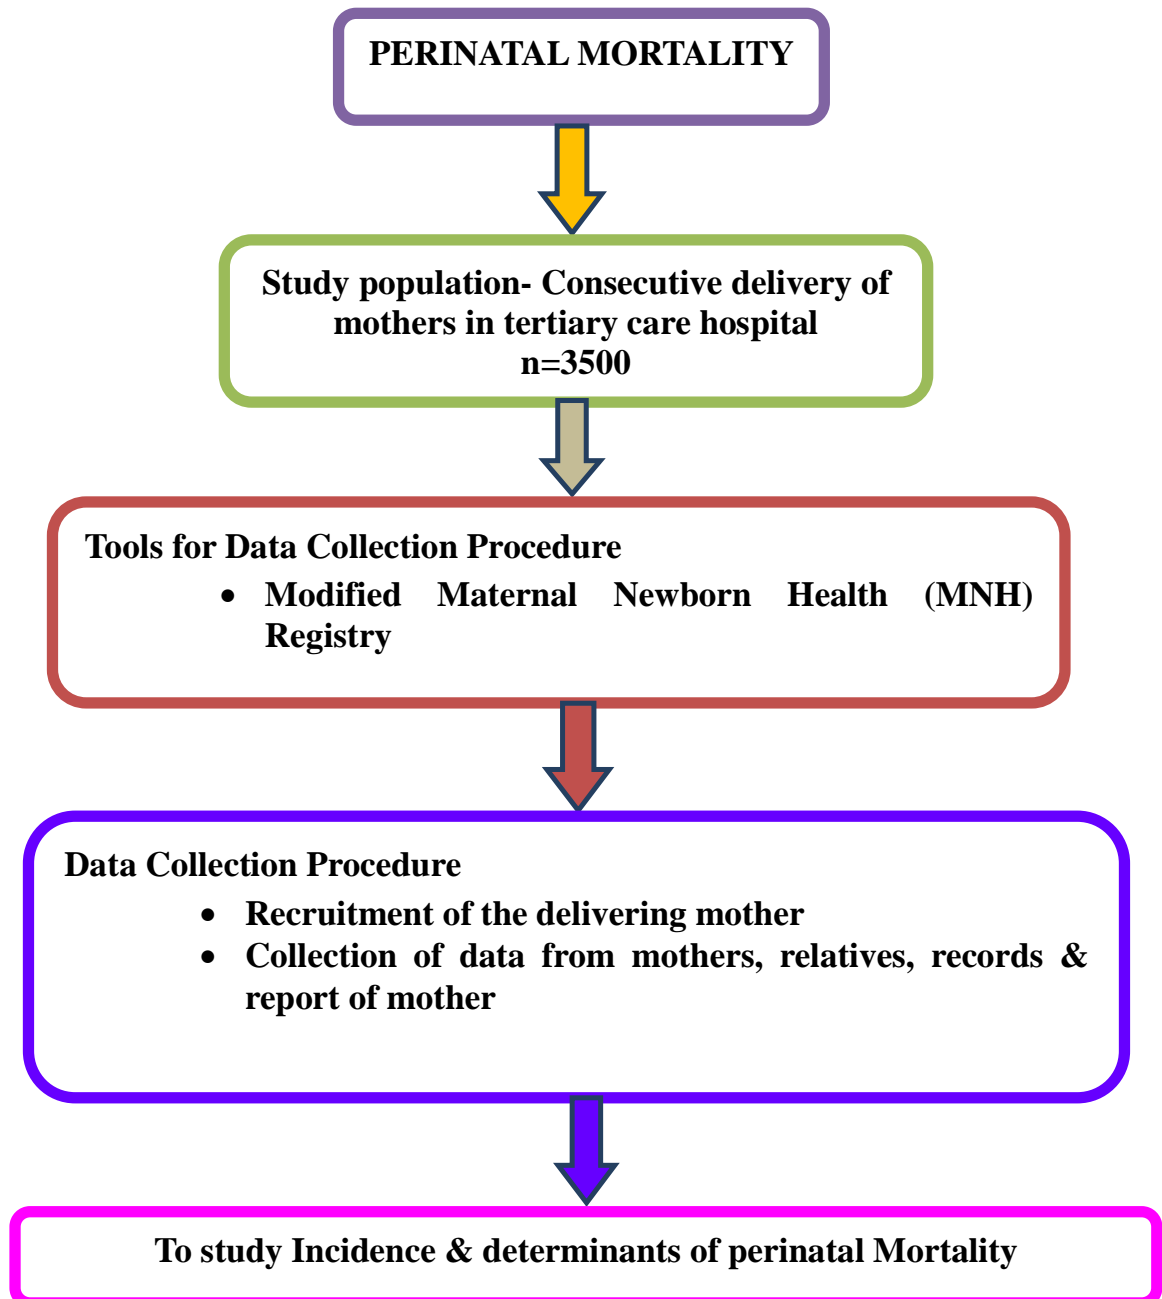 PERINATAL MORTALITY
Study population- Consecutive delivery of
mothers in tertiary care hospital
n=3500
Tools for Data Collection Procedure
• Modified Maternal Newborn Health (MNH)
Registry
Data Collection Procedure
• Recruitment of the delivering mother
• Collection of data from mothers, relatives, records &
report of mother
To study Incidence & determinants of perinatal Mortality